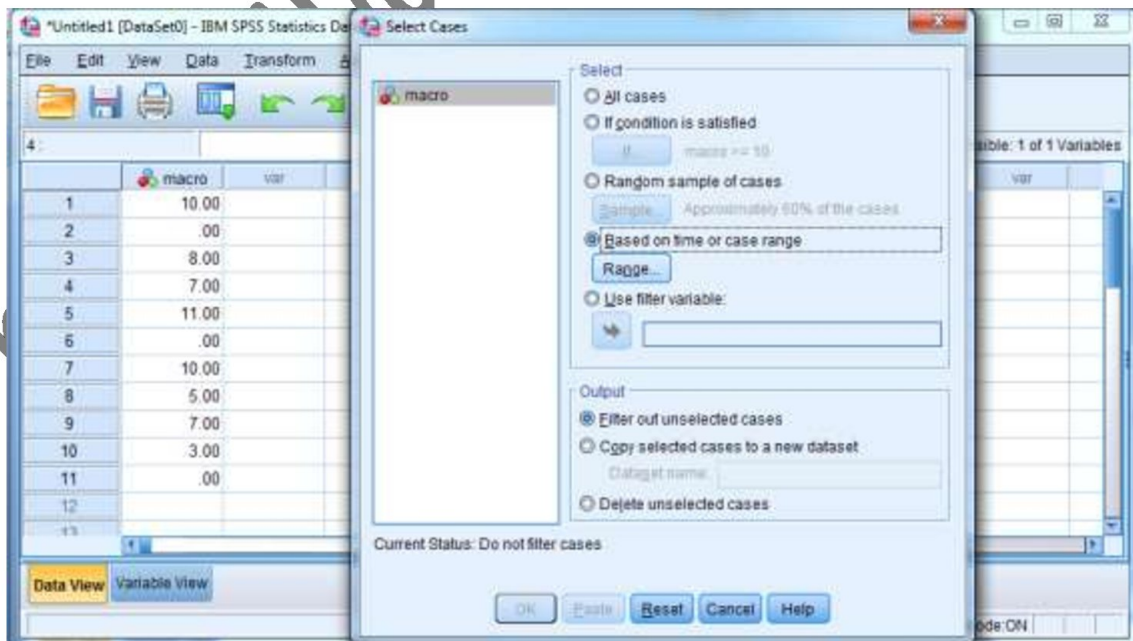 *Untitled1 [DataSet0] - IBM SPSS Statistics Da
Select Cases
File Edit View Data Transform A
4 :
sible: 1 of 1 Variables
macro var var
1 10.00
2 .00
3 8.00
4 7.00
5 11.00
6 .00
7 10.00
8 5.00
9 7.00
10 3.00
11 .00
12
13
Data View Variable View
macro
Select
All cases
If condition is satisfied
If... macro >= 10
Random sample of cases
Sample... Approximately 60% of the cases
Based on time or case range
Range...
Use filter variable:
Output
Filter out unselected cases
Copy selected cases to a new dataset
Dataset name:
Delete unselected cases
Current Status: Do not filter cases
OK Paste Reset Cancel Help
ode:ON